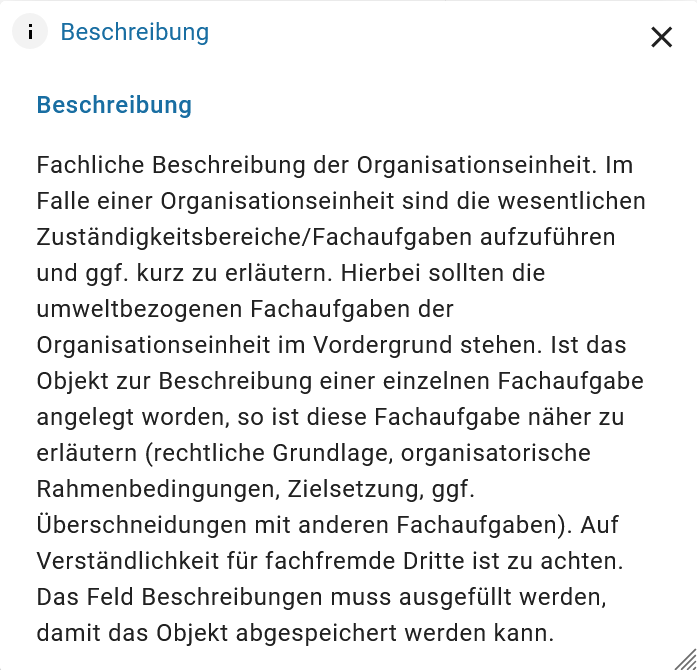 i Beschreibung
Beschreibung
Fachliche Beschreibung der Organisationseinheit. Im
Falle einer Organisationseinheit sind die wesentlichen
Zuständigkeitsbereiche/Fachaufgaben aufzuführen
und ggf. kurz zu erläutern. Hierbei sollten die
umweltbezogenen Fachaufgaben der
Organisationseinheit im Vordergrund stehen. Ist das
Objekt zur Beschreibung einer einzelnen Fachaufgabe
angelegt worden, so ist diese Fachaufgabe näher zu
erläutern (rechtliche Grundlage, organisatorische
Rahmenbedingungen, Zielsetzung, ggf.
Überschneidungen mit anderen Fachaufgaben). Auf
Verständlichkeit für fachfremde Dritte ist zu achten.
Das Feld Beschreibungen muss ausgefüllt werden,
damit das Objekt abgespeichert werden kann.